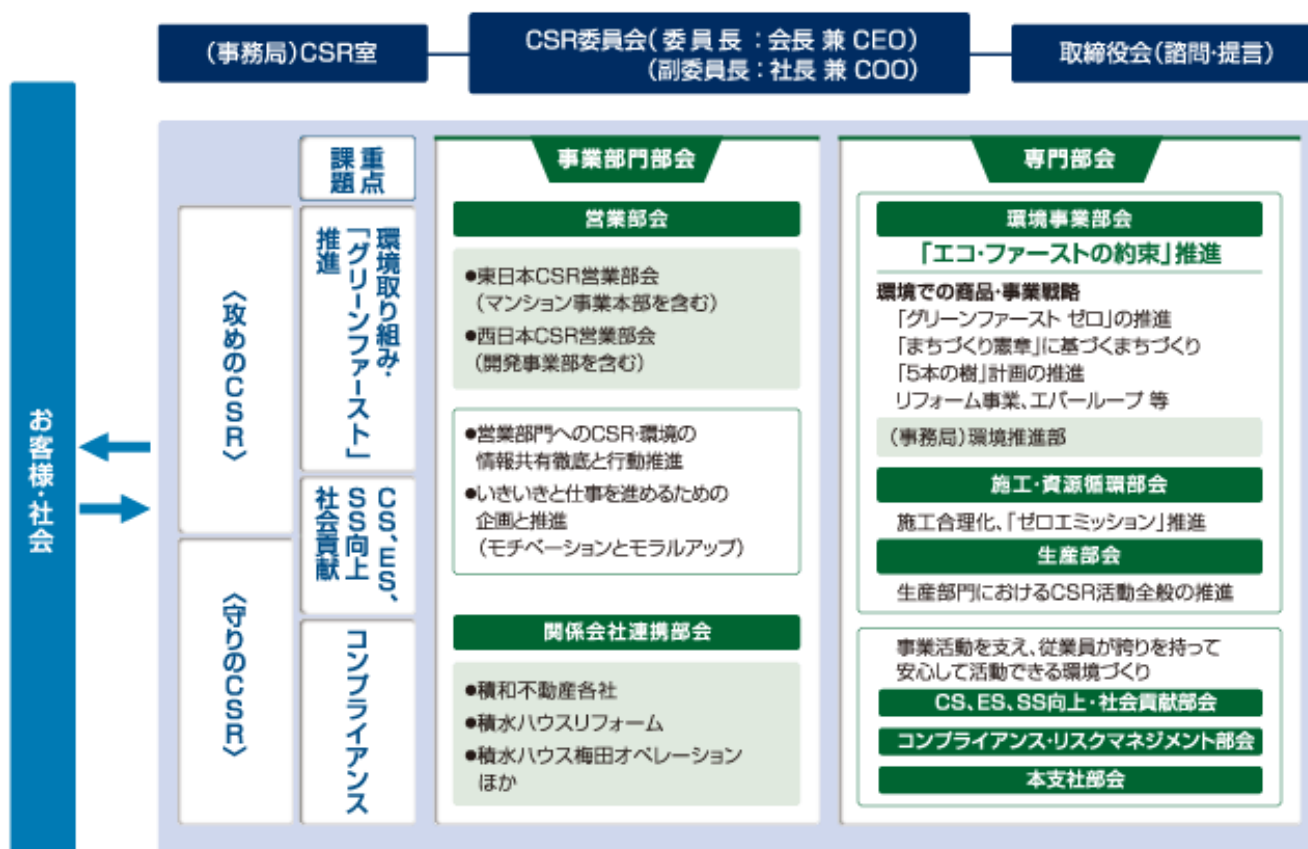 (事務局)CSR室
CSR委員会(委員長:会長 兼 CEO)
(副委員長:社長 兼 COO)
取締役会(諮問・提言)
お客様・社会
〈攻めのCSR〉
〈守りのCSR〉
重点
課題
環境取り組み・
「グリーンファースト」
推進
CS、ES、
SS向上
社会貢献
コンプライアンス
事業部門部会
営業部会
●東日本CSR営業部会
(マンション事業本部を含む)
●西日本CSR営業部会
(開発事業部を含む)
●営業部門へのCSR・環境の
情報共有徹底と行動推進
●いきいきと仕事を進めるための
企画と推進
(モチベーションとモラルアップ)
関係会社連携部会
●積和不動産各社
●積水ハウスリフォーム
●積水ハウス梅田オペレーション
ほか
専門部会
環境事業部会
「エコ・ファーストの約束」推進
環境での商品・事業戦略
「グリーンファースト ゼロ」の推進
「まちづくり憲章」に基づくまちづくり
「5本の樹」計画の推進
リフォーム事業、エバーループ 等
(事務局)環境推進部
施工・資源循環部会
施工合理化、「ゼロエミッション」推進
生産部会
生産部門におけるCSR活動全般の推進
事業活動を支え、従業員が誇りを持って
安心して活動できる環境づくり
CS、ES、SS向上・社会貢献部会
コンプライアンス・リスクマネジメント部会
本支社部会